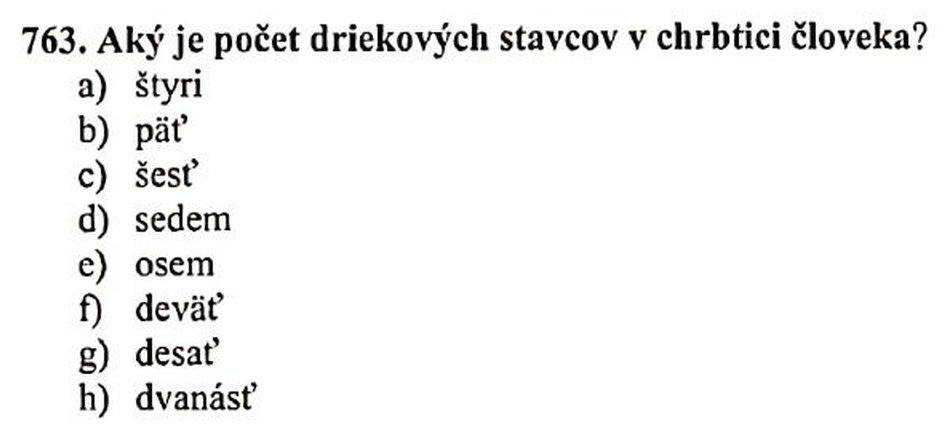 763. Aký je počet driekových stavcov v chrbtici človeka?
a) štyri
b) päť
c) šesť
d) sedem
e) osem
f) deväť
g) desať
h) dvanásť